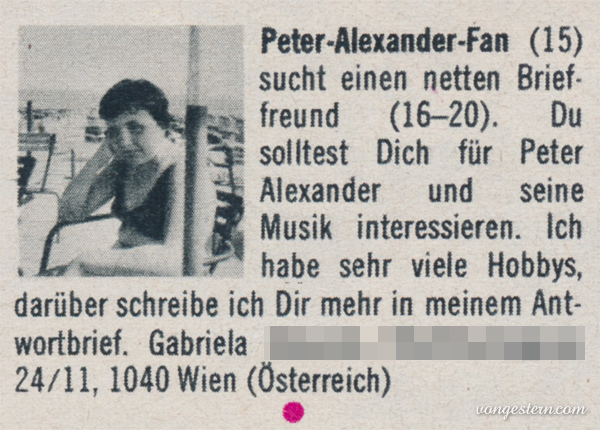 Peter-Alexander-Fan (15)
sucht einen netten Brief-
freund (16–20). Du
solltest Dich für Peter
Alexander und seine
Musik interessieren. Ich
habe sehr viele Hobbys,
darüber schreibe ich Dir mehr in meinem Ant-
wortbrief. Gabriela
24/11, 1040 Wien (Österreich)
vongestern.com